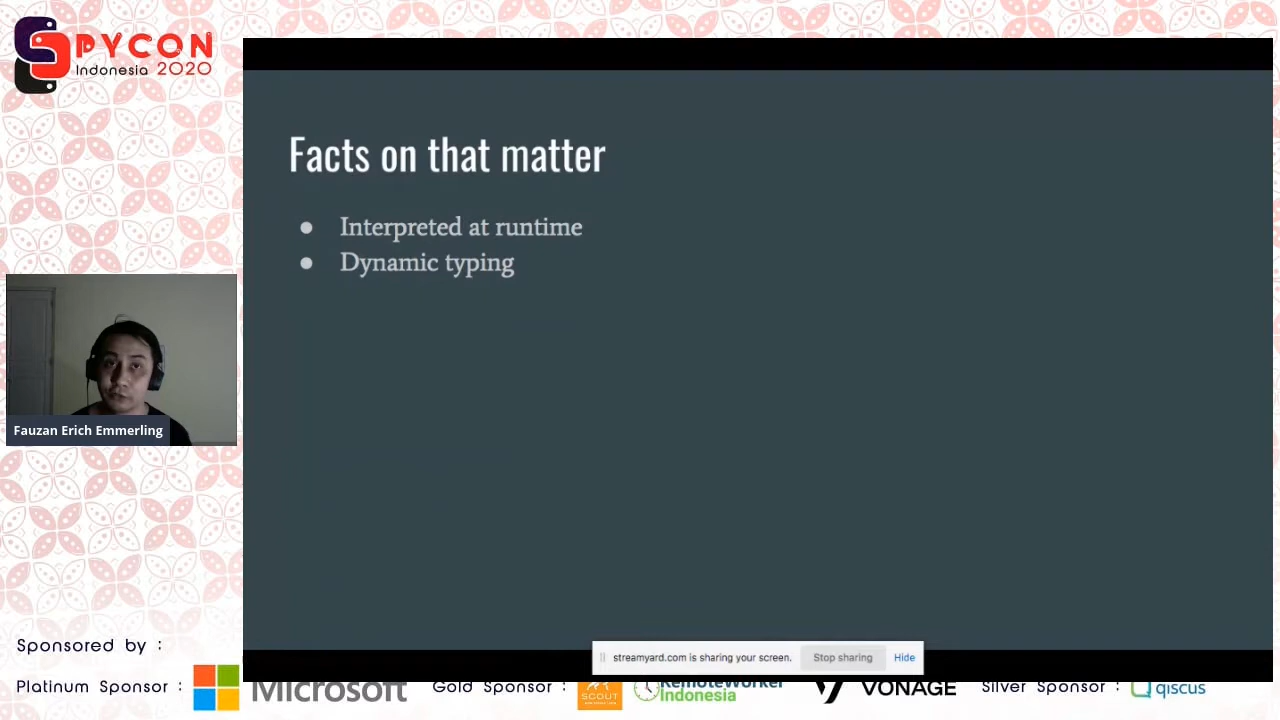 PYCON
Indonesia 2020
Facts on that matter
● Interpreted at runtime
● Dynamic typing
Fauzan Erich Emmerling
streamyard.com is sharing your screen. Stop sharing Hide
Sponsored by :
Platinum Sponsor : Microsoft Gold Sponsor : SCOUT RemoteWorker Indonesia VONAGE Silver Sponsor : qiscus